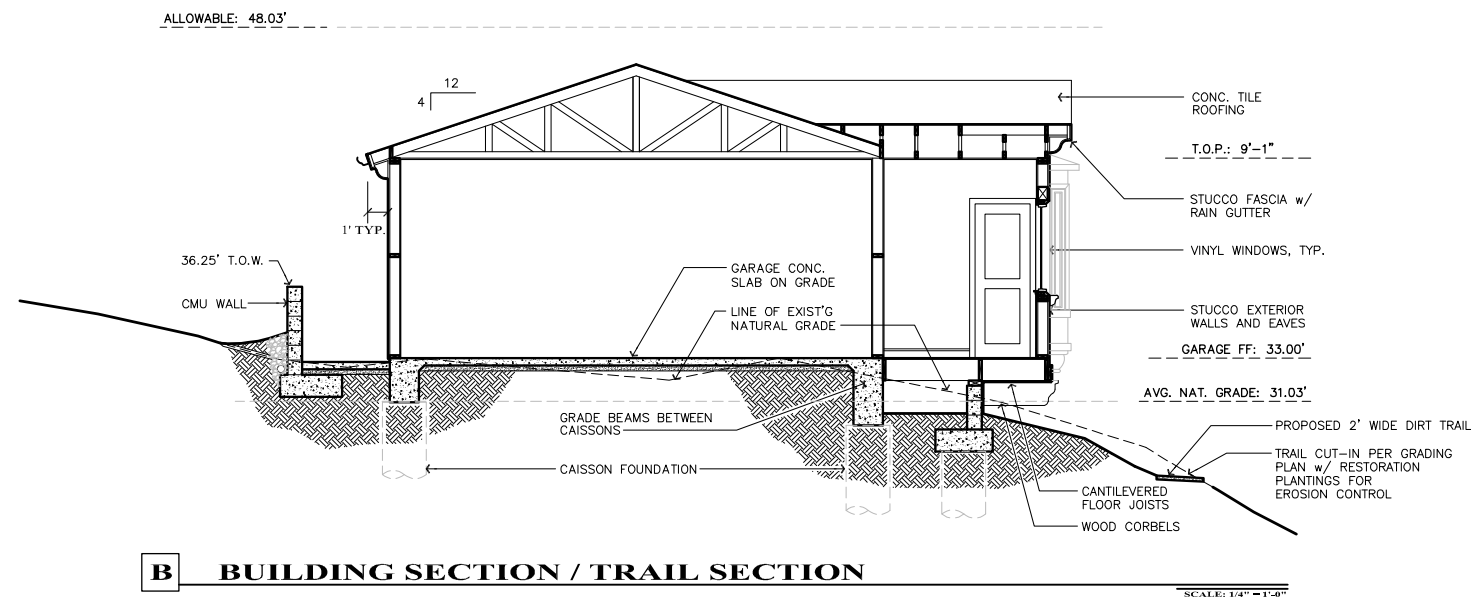 ALLOWABLE: 48.03'
12
4
CONC. TILE
ROOFING
T.O.P.: 9'-1"
STUCCO FASCIA w/
RAIN GUTTER
1' TYP.
VINYL WINDOWS, TYP.
36.25' T.O.W.
GARAGE CONC.
SLAB ON GRADE
CMU WALL
LINE OF EXIST'G
NATURAL GRADE
STUCCO EXTERIOR
WALLS AND EAVES
GARAGE FF: 33.00'
AVG. NAT. GRADE: 31.03'
GRADE BEAMS BETWEEN
CAISSONS
PROPOSED 2' WIDE DIRT TRAIL
CAISSON FOUNDATION
TRAIL CUT-IN PER GRADING
PLAN w/ RESTORATION
PLANTINGS FOR
EROSION CONTROL
CANTILEVERED
FLOOR JOISTS
WOOD CORBELS
B BUILDING SECTION / TRAIL SECTION
SCALE: 1/4" = 1'-0"